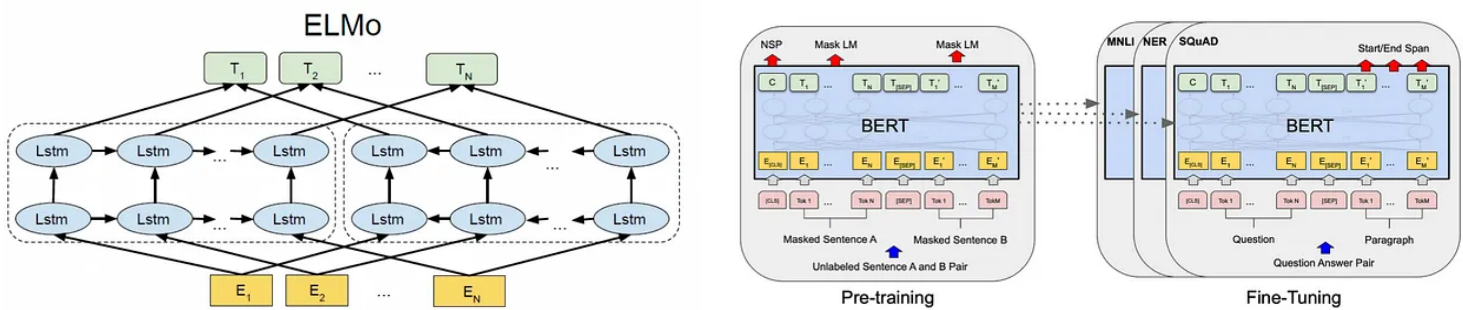 ELMo
T1 T2 ... TN
Lstm Lstm ... Lstm Lstm Lstm ... Lstm
Lstm Lstm ... Lstm Lstm Lstm ... Lstm
E1 E2 ... EN
NSP Mask LM Mask LM
C T1 ... TN T[SEP] T1' ... TM'
BERT
E[CLS] E1 ... EN E[SEP] E1' ... EM'
[CLS] Tok 1 ... Tok N [SEP] Tok 1 ... TokM
Masked Sentence A Masked Sentence B
Unlabeled Sentence A and B Pair
Pre-training
MNLI NER SQuAD
Start/End Span
C T1 ... TN T[SEP] T1' ... TM'
BERT
E[CLS] E1 ... EN E[SEP] E1' ... EM'
[CLS] Tok 1 ... Tok N [SEP] Tok 1 ... TokM
Question Paragraph
Question Answer Pair
Fine-Tuning